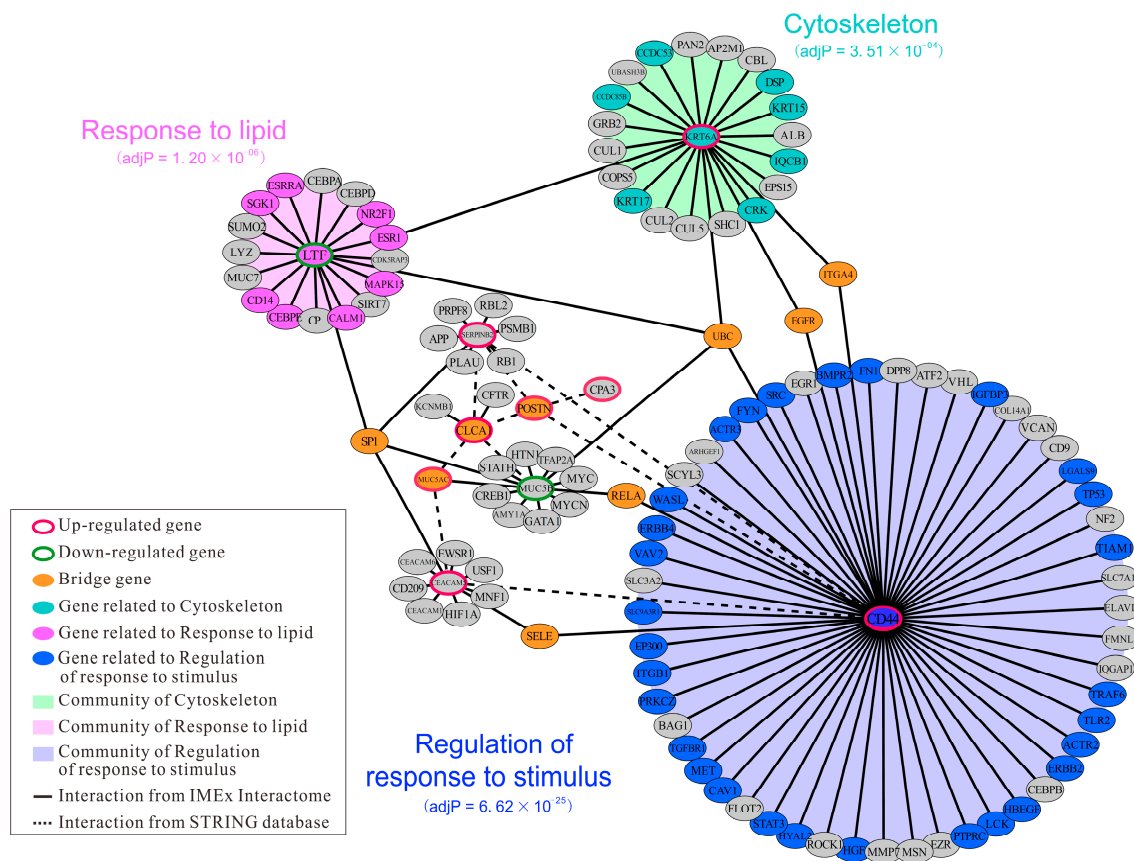 Cytoskeleton
(adjP = 3.51 × 10⁻⁰⁴)
CCDC53
PAN2
AP2M1
CBL
DSP
KRT15
ALB
IQCB1
EPS15
CRK
SHC1
CUL5
CUL2
KRT17
COPS5
CUL1
GRB2
CCDC85B
UBASH3B
KRT6A
Response to lipid
(adjP = 1.20 × 10⁻⁰⁶)
ESRRA
CEBPA
CEBPD
NR2F1
ESR1
CDK5RAP3
MAPK15
SIRT7
CALM1
CP
CEBPE
CD14
MUC7
LYZ
SUMO2
SGK1
LTF
ITGA4
FGFR
UBC
PRPF8
RBL2
PSMB1
RB1
PLAU
APP
SERPINB2
CPA3
POSTN
KCNMB1
CFTR
CLCA1
SP1
MUC5AC
STATH
HTN1
TFAP2A
MYC
MYCN
GATA1
AMY1A
CREB1
MUC5B
RELA
CEACAM6
EWSR1
USF1
MNF1
HIF1A
CEACAM1
CD209
SELE
BMPR2
FN1
DPP8
ATF2
VHL
IGFBP3
COL14A1
VCAN
CD9
LGALS9
TP53
NF2
TIAM1
SLC7A1
ELAVL
FMNL
IQGAP1
TRAF6
TLR2
ACTR2
ERBB2
CEBPB
HBEGF
LCK
PTPRC
EZR
MSN
MMP7
HGF
ROCK1
HYAL2
STAT3
FLOT2
CAV1
MET
TGFBR1
BAG1
PRKCZ
ITGB1
EP300
SLC9A3R1
SLC3A2
VAV2
ERBB4
WASL
SCYL3
ARHGEF1
ACTR3
FYN
SRC
EGR1
CD44
Regulation of
response to stimulus
(adjP = 6.62 × 10⁻²⁵)
Up-regulated gene
Down-regulated gene
Bridge gene
Gene related to Cytoskeleton
Gene related to Response to lipid
Gene related to Regulation
of response to stimulus
Community of Cytoskeleton
Community of Response to lipid
Community of Regulation
of response to stimulus
Interaction from IMEx Interactome
Interaction from STRING database